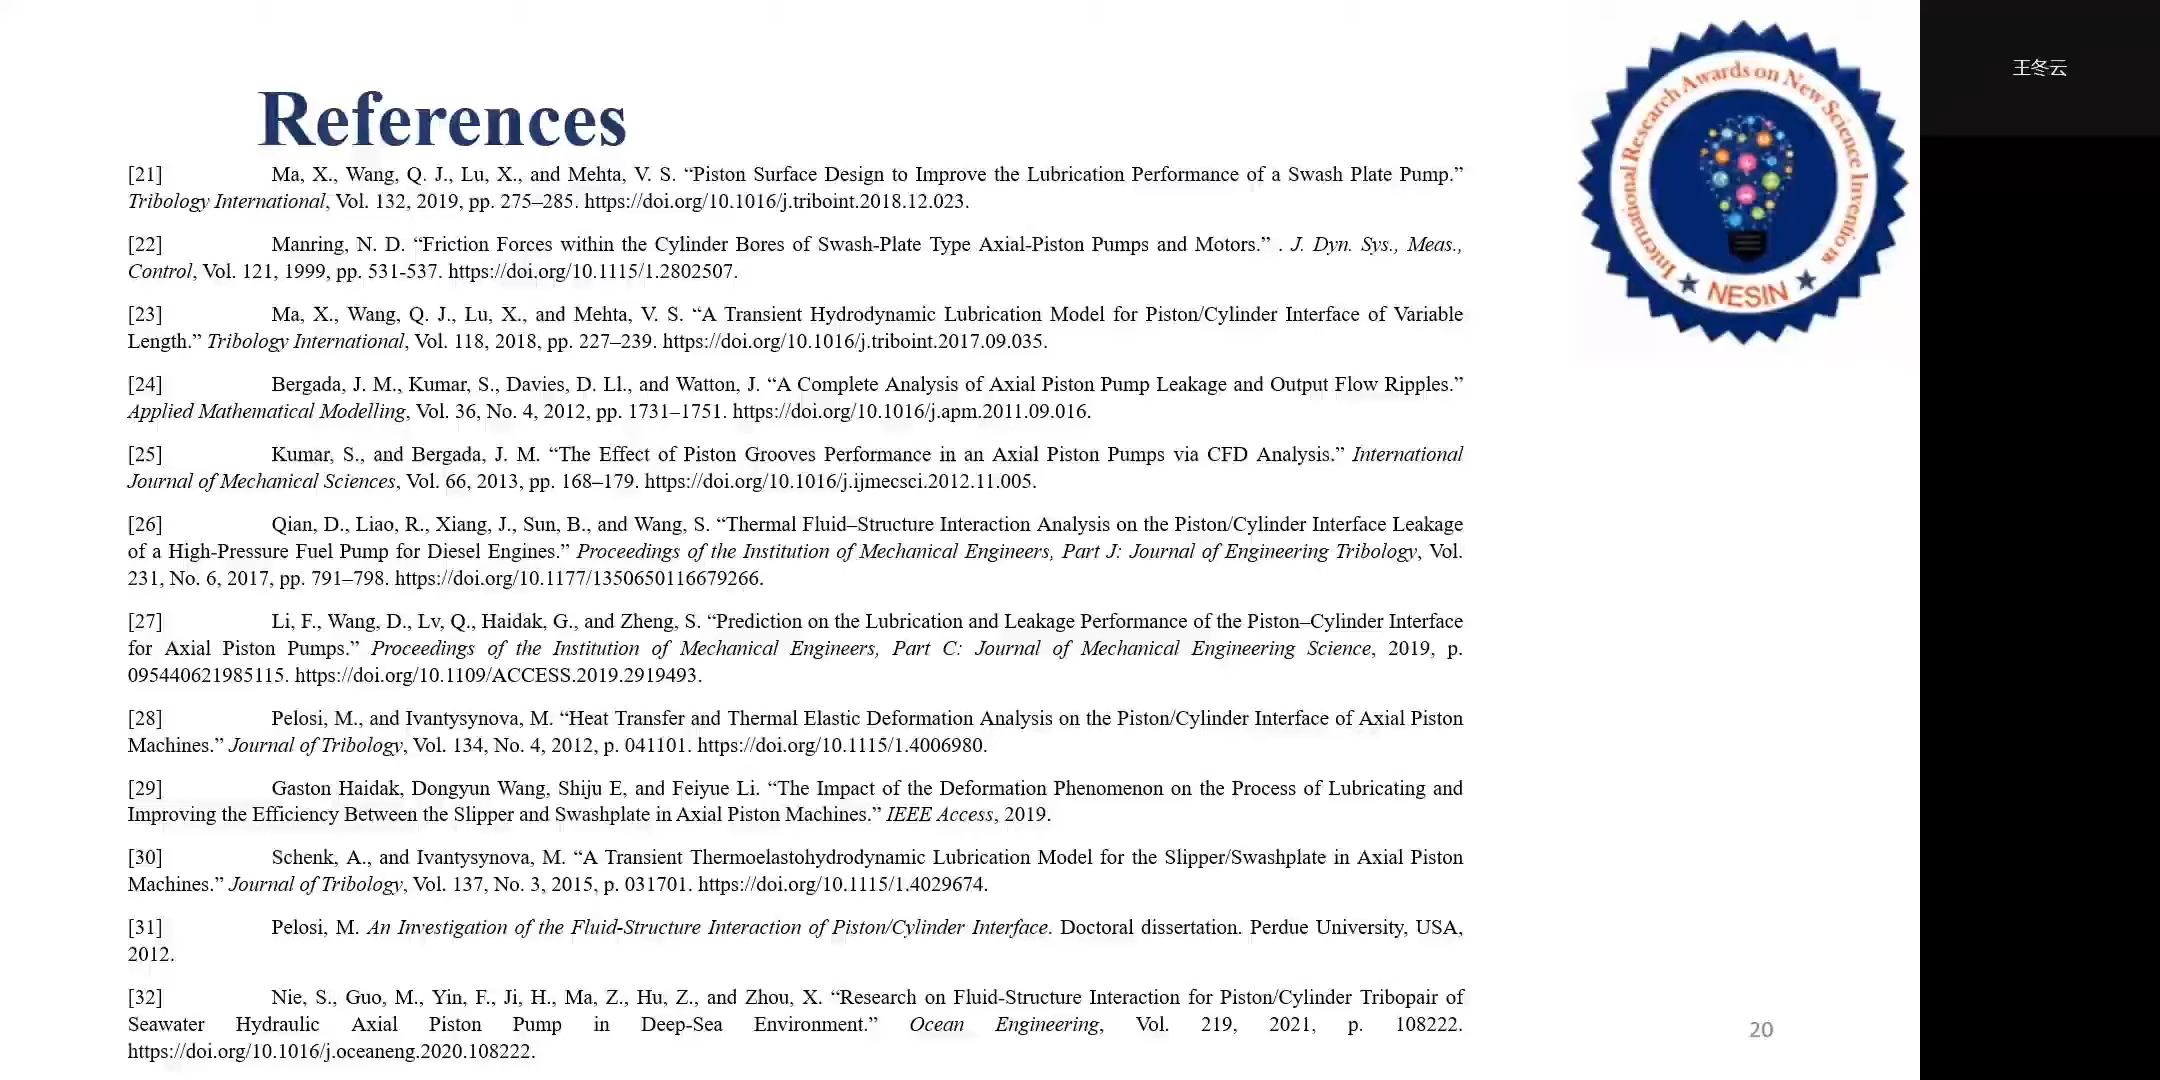 References
[21] Ma, X., Wang, Q. J., Lu, X., and Mehta, V. S. “Piston Surface Design to Improve the Lubrication Performance of a Swash Plate Pump.”
Tribology International, Vol. 132, 2019, pp. 275–285. https://doi.org/10.1016/j.triboint.2018.12.023.
[22] Manring, N. D. “Friction Forces within the Cylinder Bores of Swash-Plate Type Axial-Piston Pumps and Motors.” . J. Dyn. Sys., Meas.,
Control, Vol. 121, 1999, pp. 531-537. https://doi.org/10.1115/1.2802507.
[23] Ma, X., Wang, Q. J., Lu, X., and Mehta, V. S. “A Transient Hydrodynamic Lubrication Model for Piston/Cylinder Interface of Variable
Length.” Tribology International, Vol. 118, 2018, pp. 227–239. https://doi.org/10.1016/j.triboint.2017.09.035.
[24] Bergada, J. M., Kumar, S., Davies, D. Ll., and Watton, J. “A Complete Analysis of Axial Piston Pump Leakage and Output Flow Ripples.”
Applied Mathematical Modelling, Vol. 36, No. 4, 2012, pp. 1731–1751. https://doi.org/10.1016/j.apm.2011.09.016.
[25] Kumar, S., and Bergada, J. M. “The Effect of Piston Grooves Performance in an Axial Piston Pumps via CFD Analysis.” International
Journal of Mechanical Sciences, Vol. 66, 2013, pp. 168–179. https://doi.org/10.1016/j.ijmecsci.2012.11.005.
[26] Qian, D., Liao, R., Xiang, J., Sun, B., and Wang, S. “Thermal Fluid–Structure Interaction Analysis on the Piston/Cylinder Interface Leakage
of a High-Pressure Fuel Pump for Diesel Engines.” Proceedings of the Institution of Mechanical Engineers, Part J: Journal of Engineering Tribology, Vol.
231, No. 6, 2017, pp. 791–798. https://doi.org/10.1177/1350650116679266.
[27] Li, F., Wang, D., Lv, Q., Haidak, G., and Zheng, S. “Prediction on the Lubrication and Leakage Performance of the Piston–Cylinder Interface
for Axial Piston Pumps.” Proceedings of the Institution of Mechanical Engineers, Part C: Journal of Mechanical Engineering Science, 2019, p.
095440621985115. https://doi.org/10.1109/ACCESS.2019.2919493.
[28] Pelosi, M., and Ivantysynova, M. “Heat Transfer and Thermal Elastic Deformation Analysis on the Piston/Cylinder Interface of Axial Piston
Machines.” Journal of Tribology, Vol. 134, No. 4, 2012, p. 041101. https://doi.org/10.1115/1.4006980.
[29] Gaston Haidak, Dongyun Wang, Shiju E, and Feiyue Li. “The Impact of the Deformation Phenomenon on the Process of Lubricating and
Improving the Efficiency Between the Slipper and Swashplate in Axial Piston Machines.” IEEE Access, 2019.
[30] Schenk, A., and Ivantysynova, M. “A Transient Thermoelastohydrodynamic Lubrication Model for the Slipper/Swashplate in Axial Piston
Machines.” Journal of Tribology, Vol. 137, No. 3, 2015, p. 031701. https://doi.org/10.1115/1.4029674.
[31] Pelosi, M. An Investigation of the Fluid-Structure Interaction of Piston/Cylinder Interface. Doctoral dissertation. Perdue University, USA,
2012.
[32] Nie, S., Guo, M., Yin, F., Ji, H., Ma, Z., Hu, Z., and Zhou, X. “Research on Fluid-Structure Interaction for Piston/Cylinder Tribopair of
Seawater Hydraulic Axial Piston Pump in Deep-Sea Environment.” Ocean Engineering, Vol. 219, 2021, p. 108222.
https://doi.org/10.1016/j.oceaneng.2020.108222.
International Research Awards on New Science Inventions
NESIN
20
王冬云